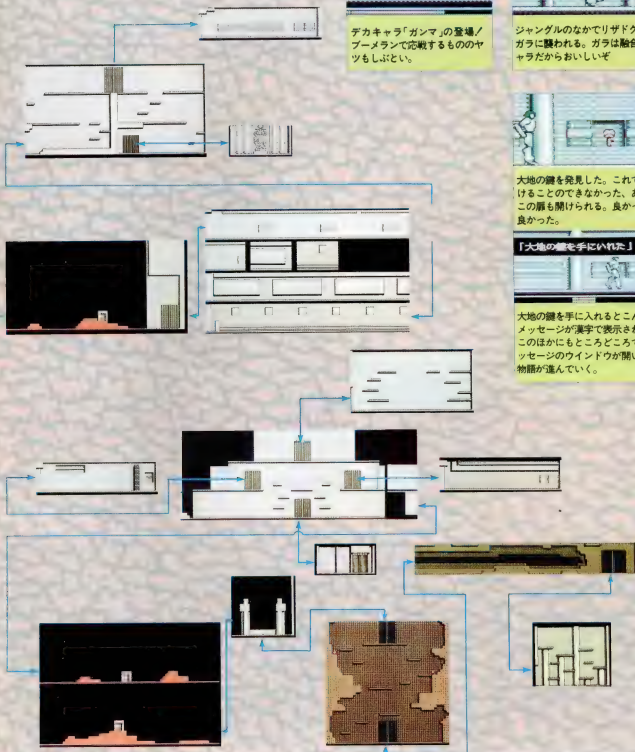 デカキャラ「ガンマ」の登場！
ブーメランで応戦するもののヤ
ツもしぶとい。
ジャングルのなかでリザドク
ガラに襲われる。ガラは融合
ャラだからおいしいぞ
大地の鍵を発見した。これで
けることのできなかった、あ
この扉も開けられる。良かっ
良かった。
「大地の鍵を手にいれた」
大地の鍵を手に入れるとこん
メッセージが漢字で表示され
このほかにもところどころで
ッセージのウインドウが開い
物語が進んでいく。